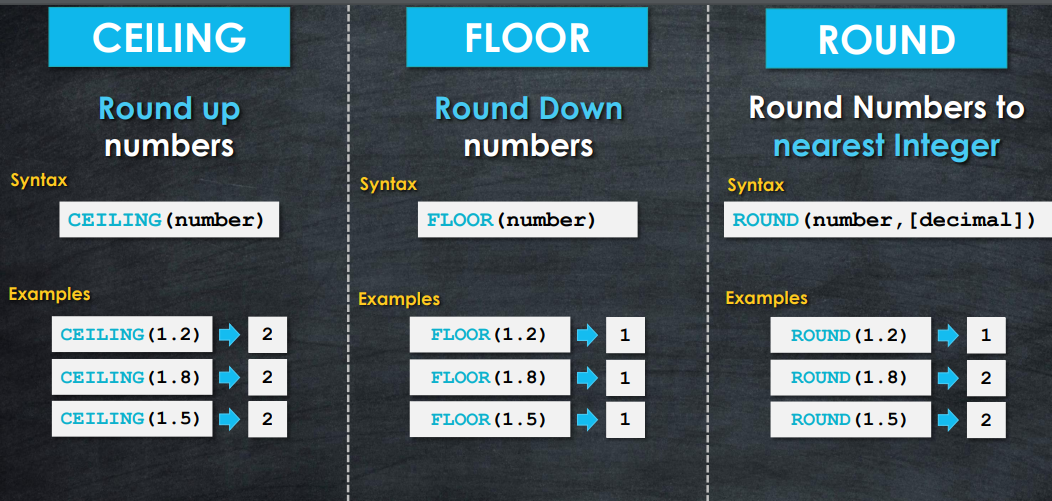 CEILING
Round up
numbers
Syntax
CEILING(number)
Examples
CEILING(1.2) 2
CEILING(1.8) 2
CEILING(1.5) 2
FLOOR
Round Down
numbers
Syntax
FLOOR(number)
Examples
FLOOR(1.2) 1
FLOOR(1.8) 1
FLOOR(1.5) 1
ROUND
Round Numbers to
nearest Integer
Syntax
ROUND(number,[decimal])
Examples
ROUND(1.2) 1
ROUND(1.8) 2
ROUND(1.5) 2